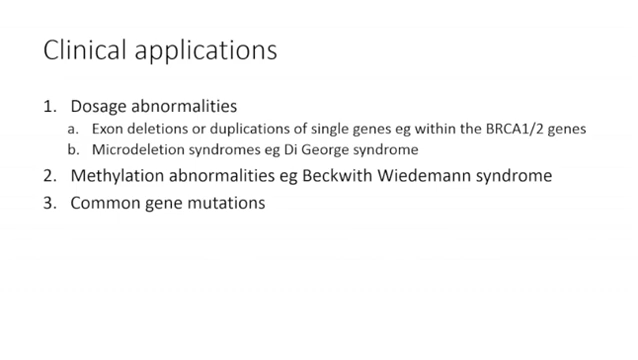 Clinical applications
1. Dosage abnormalities
a. Exon deletions or duplications of single genes eg within the BRCA1/2 genes
b. Microdeletion syndromes eg Di George syndrome
2. Methylation abnormalities eg Beckwith Wiedemann syndrome
3. Common gene mutations